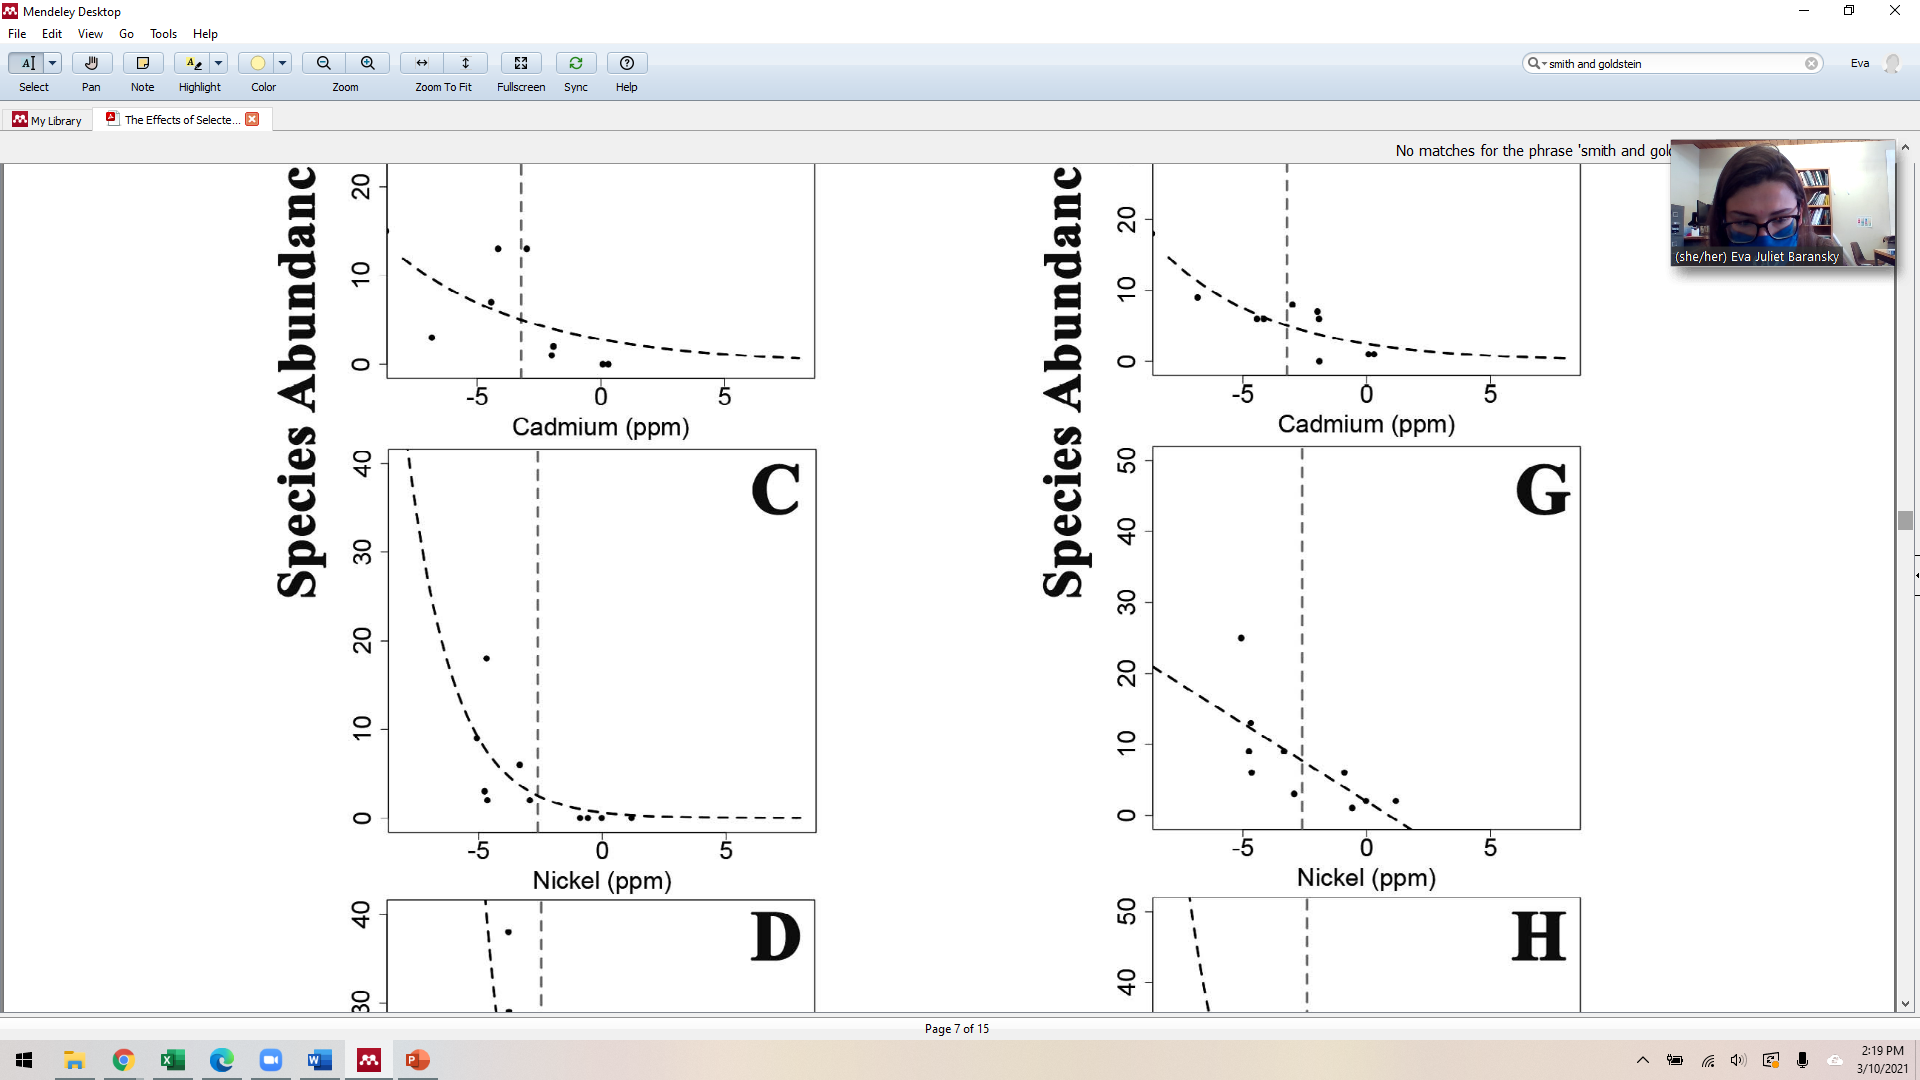 Mendeley Desktop
File Edit View Go Tools Help
Select Pan Note Highlight Color Zoom Zoom To Fit Fullscreen Sync Help
smith and goldstein
Eva
My Library
The Effects of Selecte...
No matches for the phrase 'smith and gol
(she/her) Eva Juliet Baransky
Species Abundanc
20
10
0
-5 0 5
Cadmium (ppm)
Species Abundanc
20
10
0
-5 0 5
Cadmium (ppm)
C
40
30
20
10
0
-5 0 5
Nickel (ppm)
G
50
40
30
20
10
0
-5 0 5
Nickel (ppm)
D
40
30
H
50
40
Page 7 of 15
2:19 PM
3/10/2021